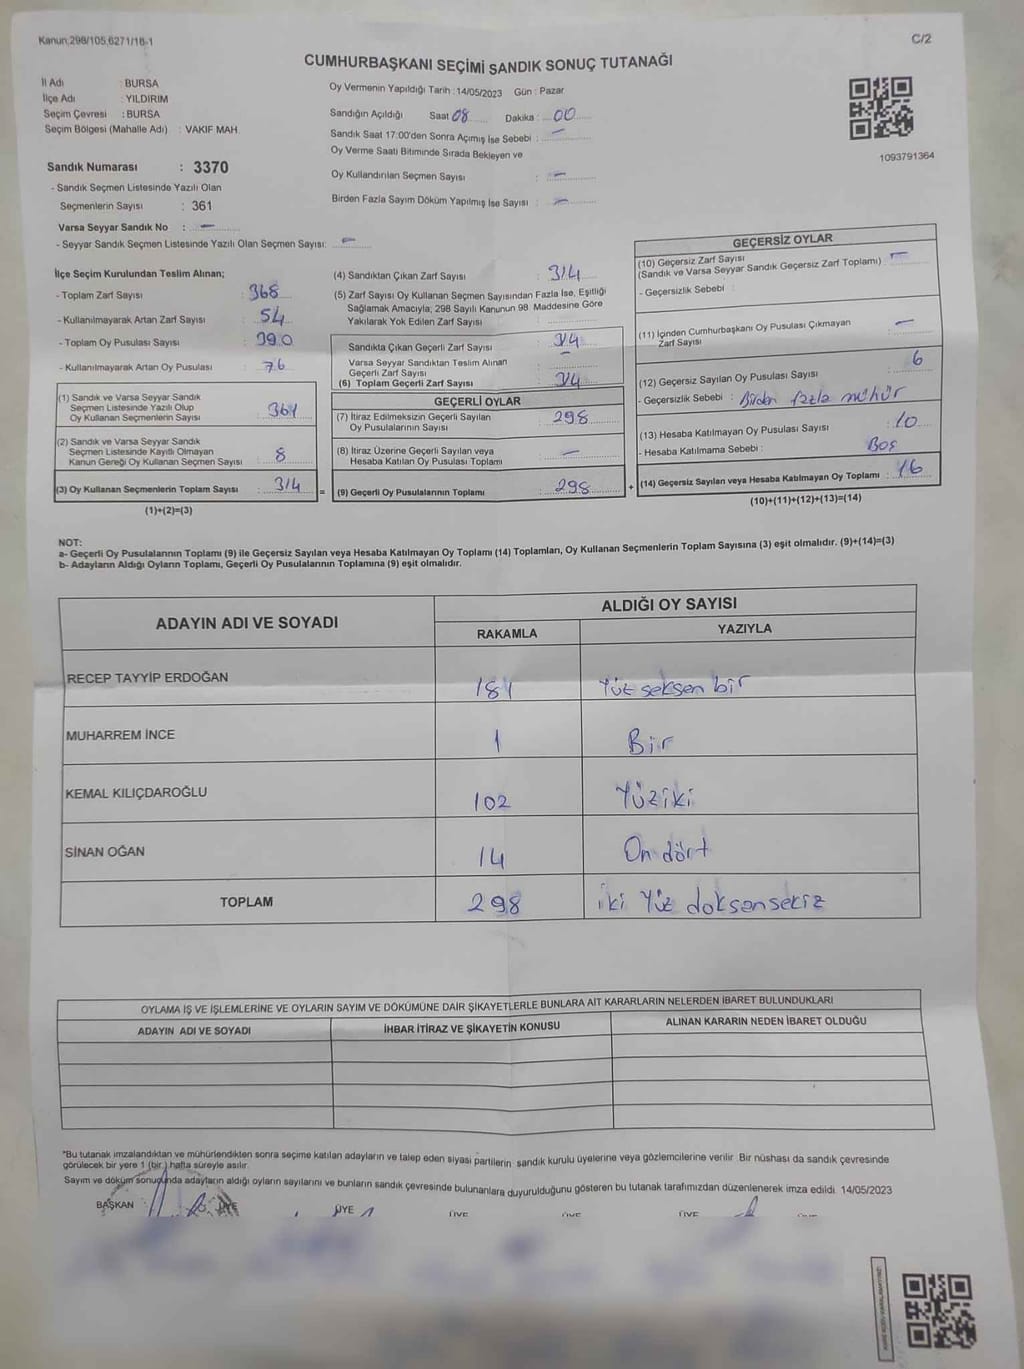 Kanun:298/105,6271/18-1
C/2
CUMHURBAŞKANI SEÇİMİ SANDIK SONUÇ TUTANAĞI
İl Adı : BURSA
İlçe Adı : YILDIRIM
Seçim Çevresi : BURSA
Seçim Bölgesi (Mahalle Adı) : VAKIF MAH.
Oy Vermenin Yapıldığı Tarih : 14/05/2023 Gün : Pazar
Sandığın Açıldığı Saat 08 Dakika : 00
Sandık Saat 17:00'den Sonra Açımış İse Sebebi : —
Oy Verme Saati Bitiminde Sırada Bekleyen ve
Oy Kullandırılan Seçmen Sayısı : —
Birden Fazla Sayım Döküm Yapılmış İse Sayısı : —
1093791364
Sandık Numarası : 3370
- Sandık Seçmen Listesinde Yazılı Olan
Seçmenlerin Sayısı : 361
Varsa Seyyar Sandık No : —
- Seyyar Sandık Seçmen Listesinde Yazılı Olan Seçmen Sayısı: —
İlçe Seçim Kurulundan Teslim Alınan;
- Toplam Zarf Sayısı : 368
- Kullanılmayarak Artan Zarf Sayısı : 54
- Toplam Oy Pusulası Sayısı : 390
- Kullanılmayarak Artan Oy Pusulası : 76
(1) Sandık ve Varsa Seyyar Sandık
Seçmen Listesinde Yazılı Olup
Oy Kullanan Seçmenlerin Sayısı : 361
(2) Sandık ve Varsa Seyyar Sandık
Seçmen Listesinde Kayıtlı Olmayan
Kanun Gereği Oy Kullanan Seçmen Sayısı : 8
(3) Oy Kullanan Seçmenlerin Toplam Sayısı : 314 =
(1)+(2)=(3)
(4) Sandıktan Çıkan Zarf Sayısı : 314
(5) Zarf Sayısı Oy Kullanan Seçmen Sayısından Fazla İse, Eşitliği
Sağlamak Amacıyla; 298 Sayılı Kanunun 98. Maddesine Göre
Yakılarak Yok Edilen Zarf Sayısı :
Sandıkta Çıkan Geçerli Zarf Sayısı : 314
Varsa Seyyar Sandıktan Teslim Alınan
Geçerli Zarf Sayısı : —
(6) Toplam Geçerli Zarf Sayısı : 314
GEÇERLİ OYLAR
(7) İtiraz Edilmeksizin Geçerli Sayılan
Oy Pusulalarının Sayısı : 298
(8) İtiraz Üzerine Geçerli Sayılan veya
Hesaba Katılan Oy Pusulası Toplamı : —
(9) Geçerli Oy Pusulalarının Toplamı : 298 +
GEÇERSİZ OYLAR
(10) Geçersiz Zarf Sayısı
(Sandık ve Varsa Seyyar Sandık Geçersiz Zarf Toplamı) : —
- Geçersizlik Sebebi :
(11) İçinden Cumhurbaşkanı Oy Pusulası Çıkmayan
Zarf Sayısı : —
(12) Geçersiz Sayılan Oy Pusulası Sayısı : 6
- Geçersizlik Sebebi : Birden fazla mühür
(13) Hesaba Katılmayan Oy Pusulası Sayısı : 10
- Hesaba Katılmama Sebebi : Boş
(14) Geçersiz Sayılan veya Hesaba Katılmayan Oy Toplamı : 16
(10)+(11)+(12)+(13)=(14)
NOT:
a- Geçerli Oy Pusulalarının Toplamı (9) ile Geçersiz Sayılan veya Hesaba Katılmayan Oy Toplamı (14) Toplamları, Oy Kullanan Seçmenlerin Toplam Sayısına (3) eşit olmalıdır. (9)+(14)=(3)
b- Adayların Aldığı Oyların Toplamı, Geçerli Oy Pusulalarının Toplamına (9) eşit olmalıdır.
ADAYIN ADI VE SOYADI ALDIĞI OY SAYISI
RAKAMLA YAZIYLA
RECEP TAYYİP ERDOĞAN 181 Yüz seksen bir
MUHARREM İNCE 1 Bir
KEMAL KILIÇDAROĞLU 102 Yüziki
SİNAN OĞAN 14 On dört
TOPLAM 298 iki Yüz doksansekiz
OYLAMA İŞ VE İŞLEMLERİNE VE OYLARIN SAYIM VE DÖKÜMÜNE DAİR ŞİKAYETLERLE BUNLARA AİT KARARLARIN NELERDEN İBARET BULUNDUKLARI
ADAYIN ADI VE SOYADI İHBAR İTİRAZ VE ŞİKAYETİN KONUSU ALINAN KARARIN NEDEN İBARET OLDUĞU
*Bu tutanak imzalandıktan ve mühürlendikten sonra seçime katılan adayların ve talep eden siyasi partilerin sandık kurulu üyelerine veya gözlemcilerine verilir. Bir nüshası da sandık çevresinde
görülecek bir yere 1 (bir ) hafta süreyle asılır.
Sayım ve döküm sonucunda adayların aldığı oyların sayılarını ve bunların sandık çevresinde bulunanlara duyurulduğunu gösteren bu tutanak tarafımızdan düzenlenerek imza edildi. 14/05/2023
BAŞKAN ÜYE ÜYE ÜYE ÜYE ÜYE